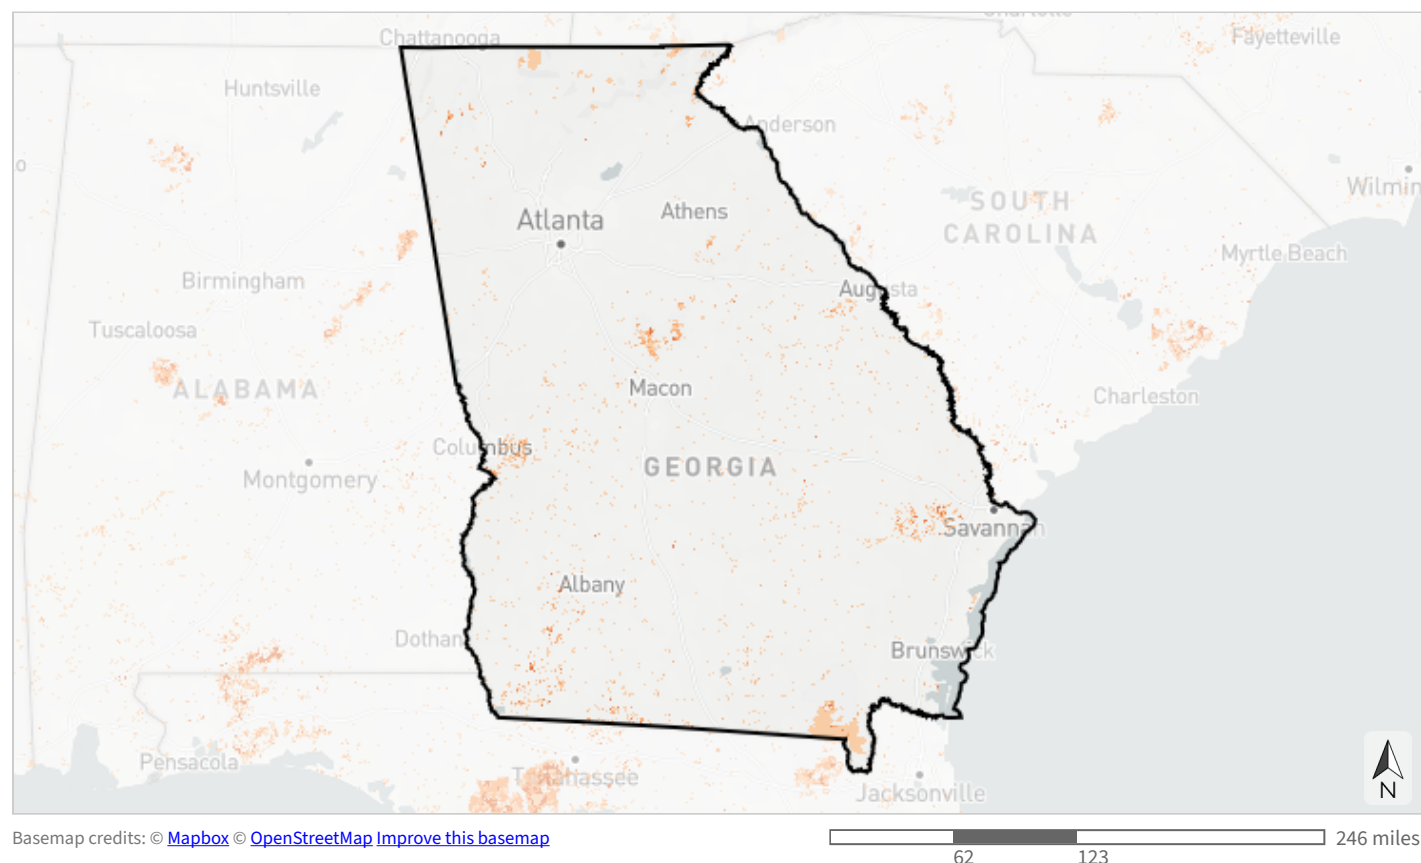 Chattanooga
Fayetteville
Huntsville
Anderson
Wilmin
SOUTH
CAROLINA
Athens
Atlanta
Myrtle Beach
Birmingham
Augusta
Tuscaloosa
ALABAMA
Macon
Charleston
Columbus
GEORGIA
Montgomery
Savannah
Albany
Dothan
Brunswick
Pensacola
Tallahassee
Jacksonville
N
Basemap credits: © Mapbox © OpenStreetMap Improve this basemap
246 miles
62 123